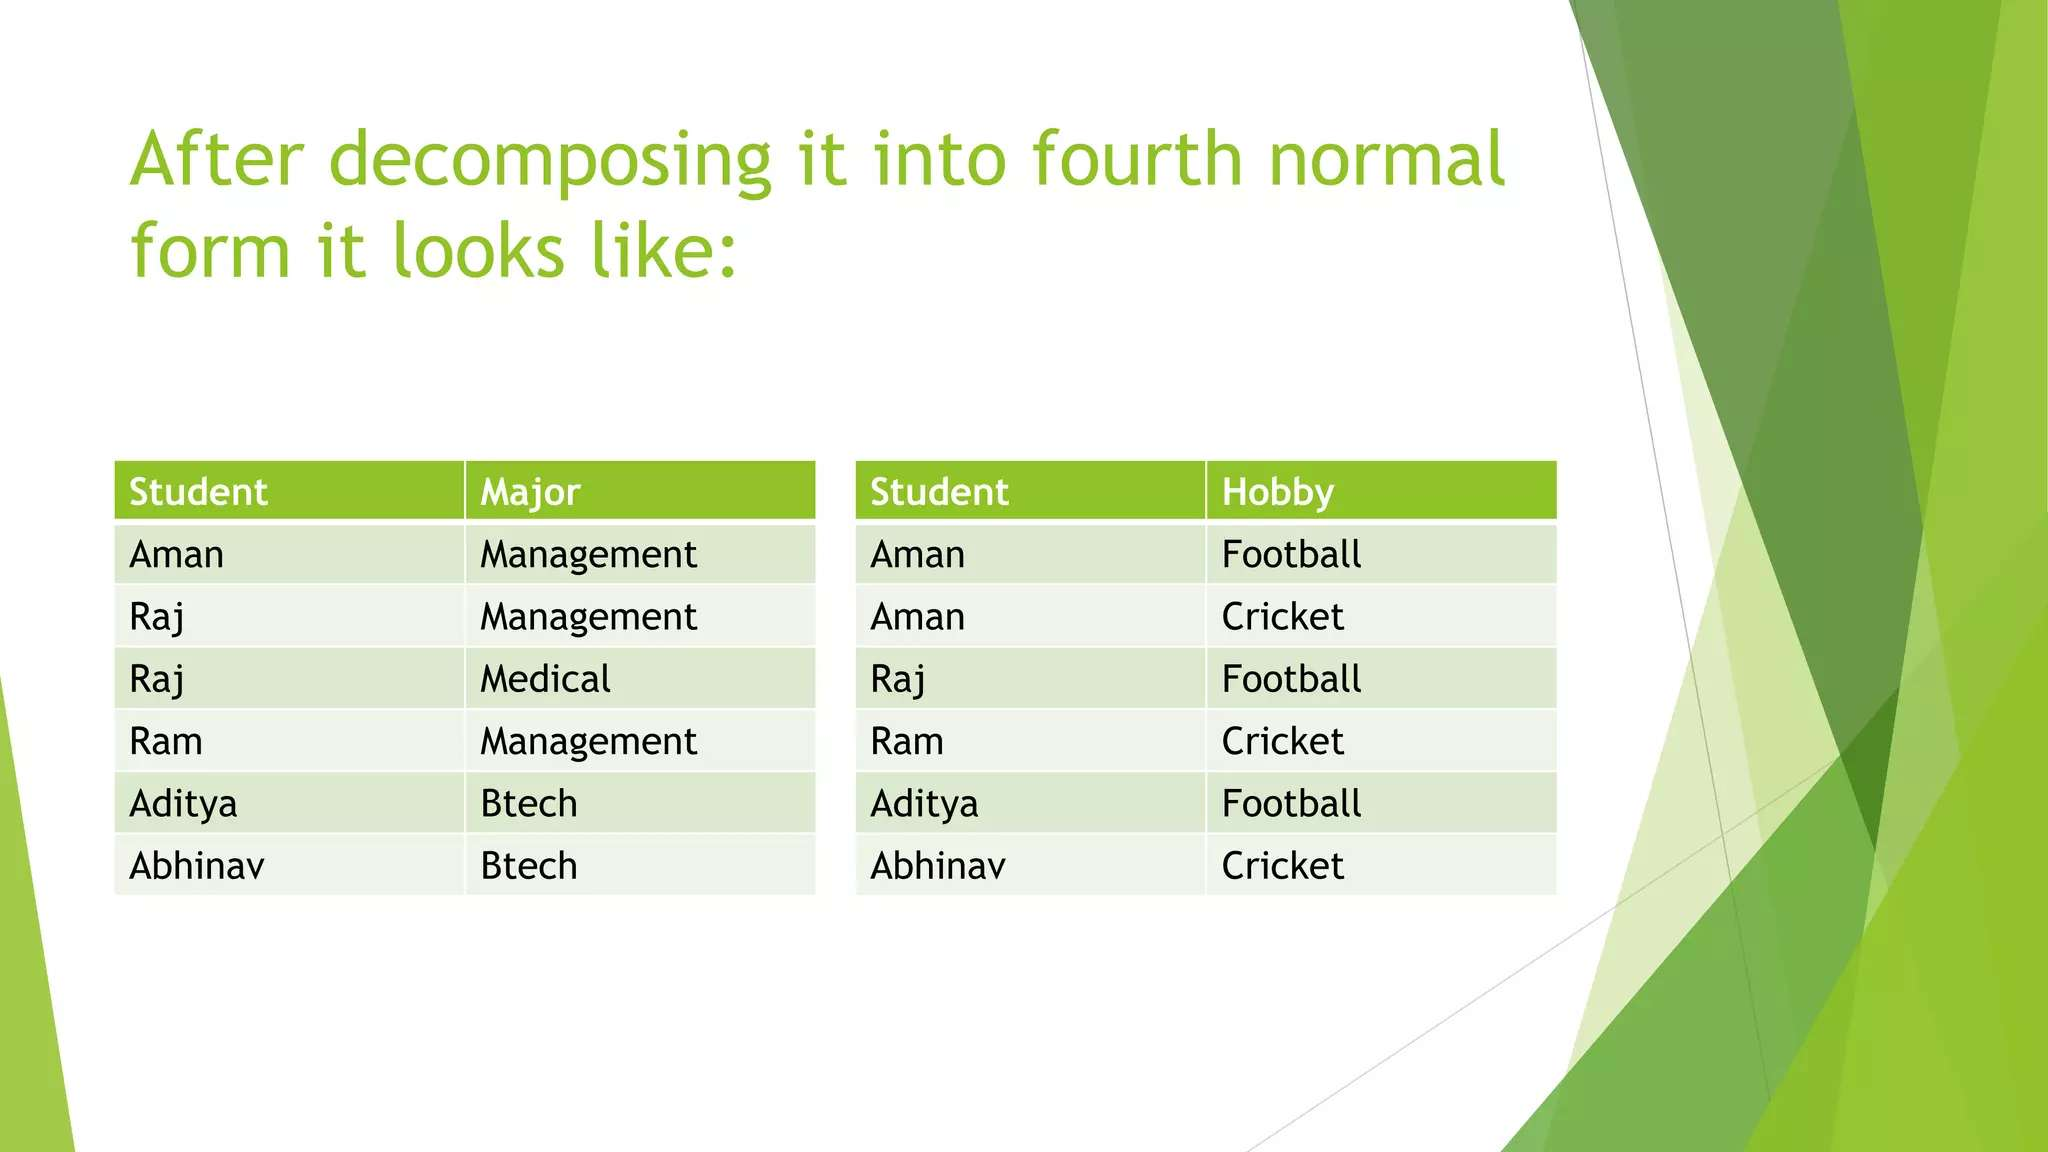 After decomposing it into fourth normal
form it looks like:
Student Major
Aman Management
Raj Management
Raj Medical
Ram Management
Aditya Btech
Abhinav Btech
Student Hobby
Aman Football
Aman Cricket
Raj Football
Ram Cricket
Aditya Football
Abhinav Cricket